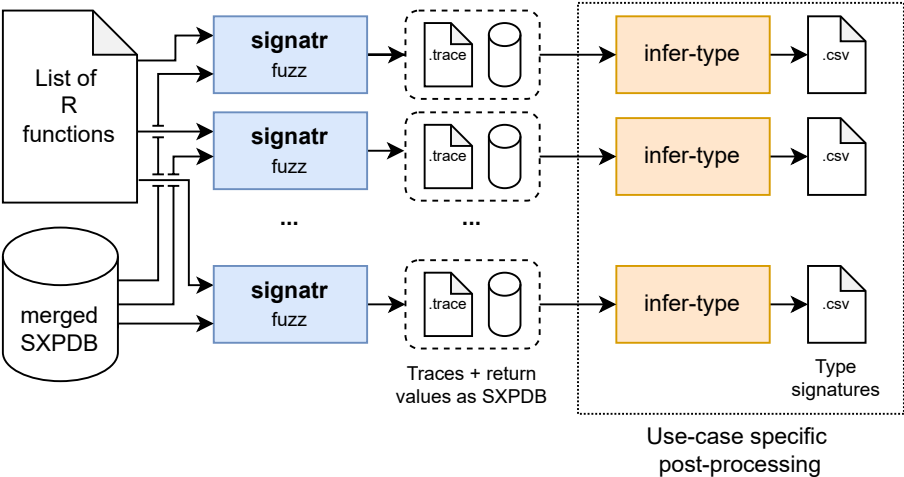 List of
R
functions
signatr
fuzz
.trace
infer-type
.csv
signatr
fuzz
.trace
infer-type
.csv
...
...
merged
SXPDB
signatr
fuzz
.trace
infer-type
.csv
Traces + return
values as SXPDB
Type
signatures
Use-case specific
post-processing